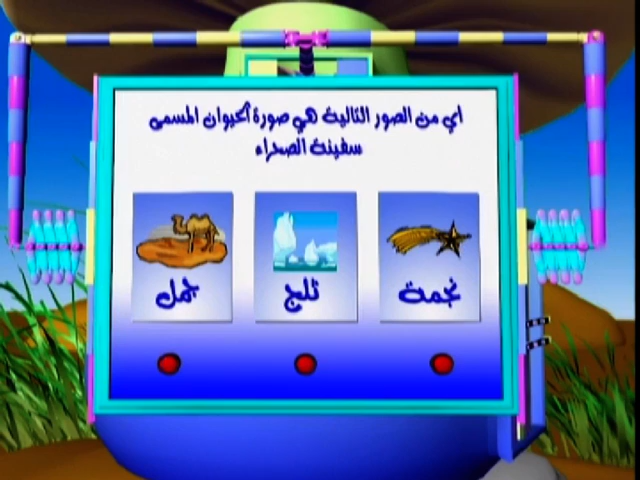 اي من الصور التالية هي صورة الحيوان المسمى
سفينة الصحراء
نجمة
ثلج
جمل